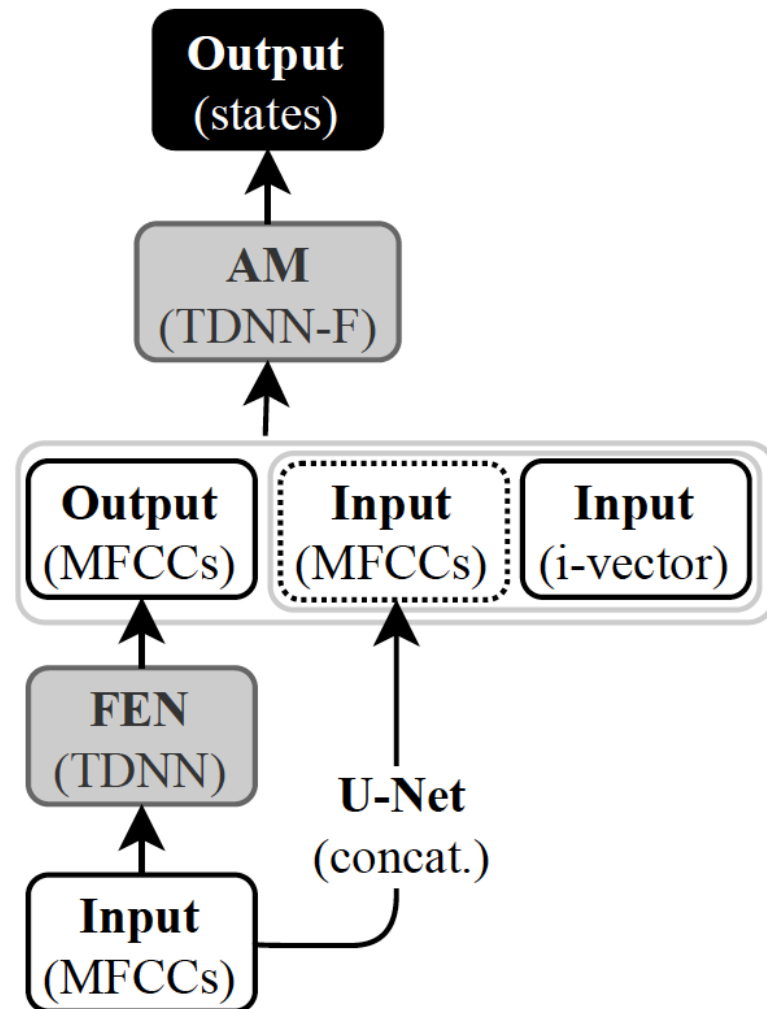 Output
(states)
AM
(TDNN-F)
Output
(MFCCs)
Input
(MFCCs)
Input
(i-vector)
FEN
(TDNN)
U-Net
(concat.)
Input
(MFCCs)